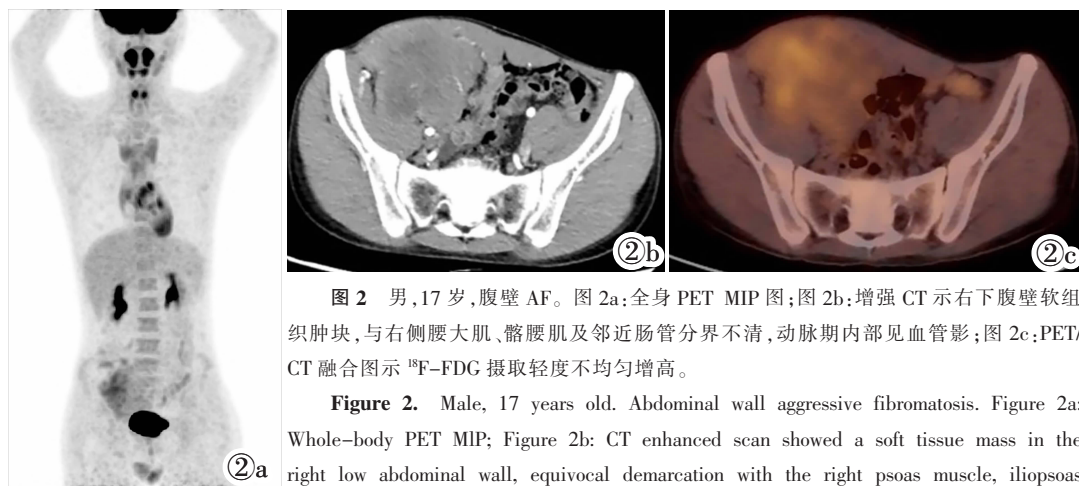 ②a
②b
②c
图 2 男,17 岁,腹壁 AF。图 2a:全身 PET MIP 图;图 2b:增强 CT 示右下腹壁软组
织肿块,与右侧腰大肌、髂腰肌及邻近肠管分界不清,动脉期内部见血管影;图 2c:PET/
CT 融合图示 ¹⁸F-FDG 摄取轻度不均匀增高。
Figure 2. Male, 17 years old. Abdominal wall aggressive fibromatosis. Figure 2a:
Whole-body PET MIP; Figure 2b: CT enhanced scan showed a soft tissue mass in the
right low abdominal wall, equivocal demarcation with the right psoas muscle, iliopsoas